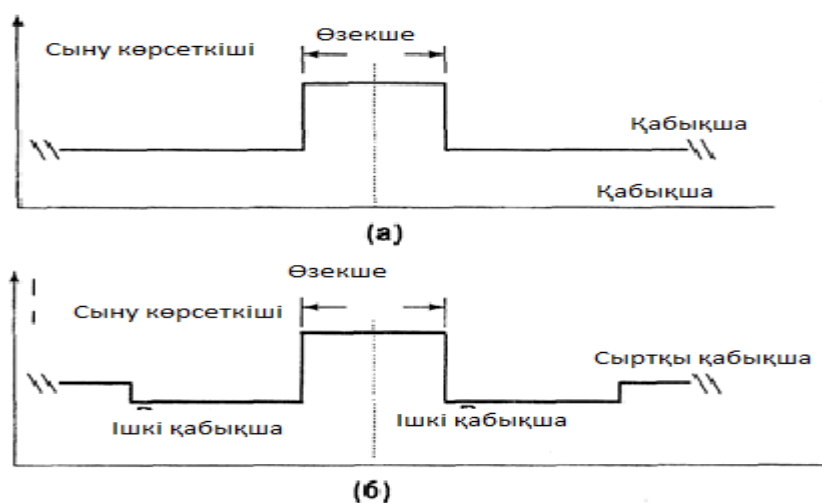 Өзекше
Сыну көрсеткіші
Қабықша
Қабықша
(а)
Өзекше
Сыну көрсеткіші
Сыртқы қабықша
Ішкі қабықша
Ішкі қабықша
(б)